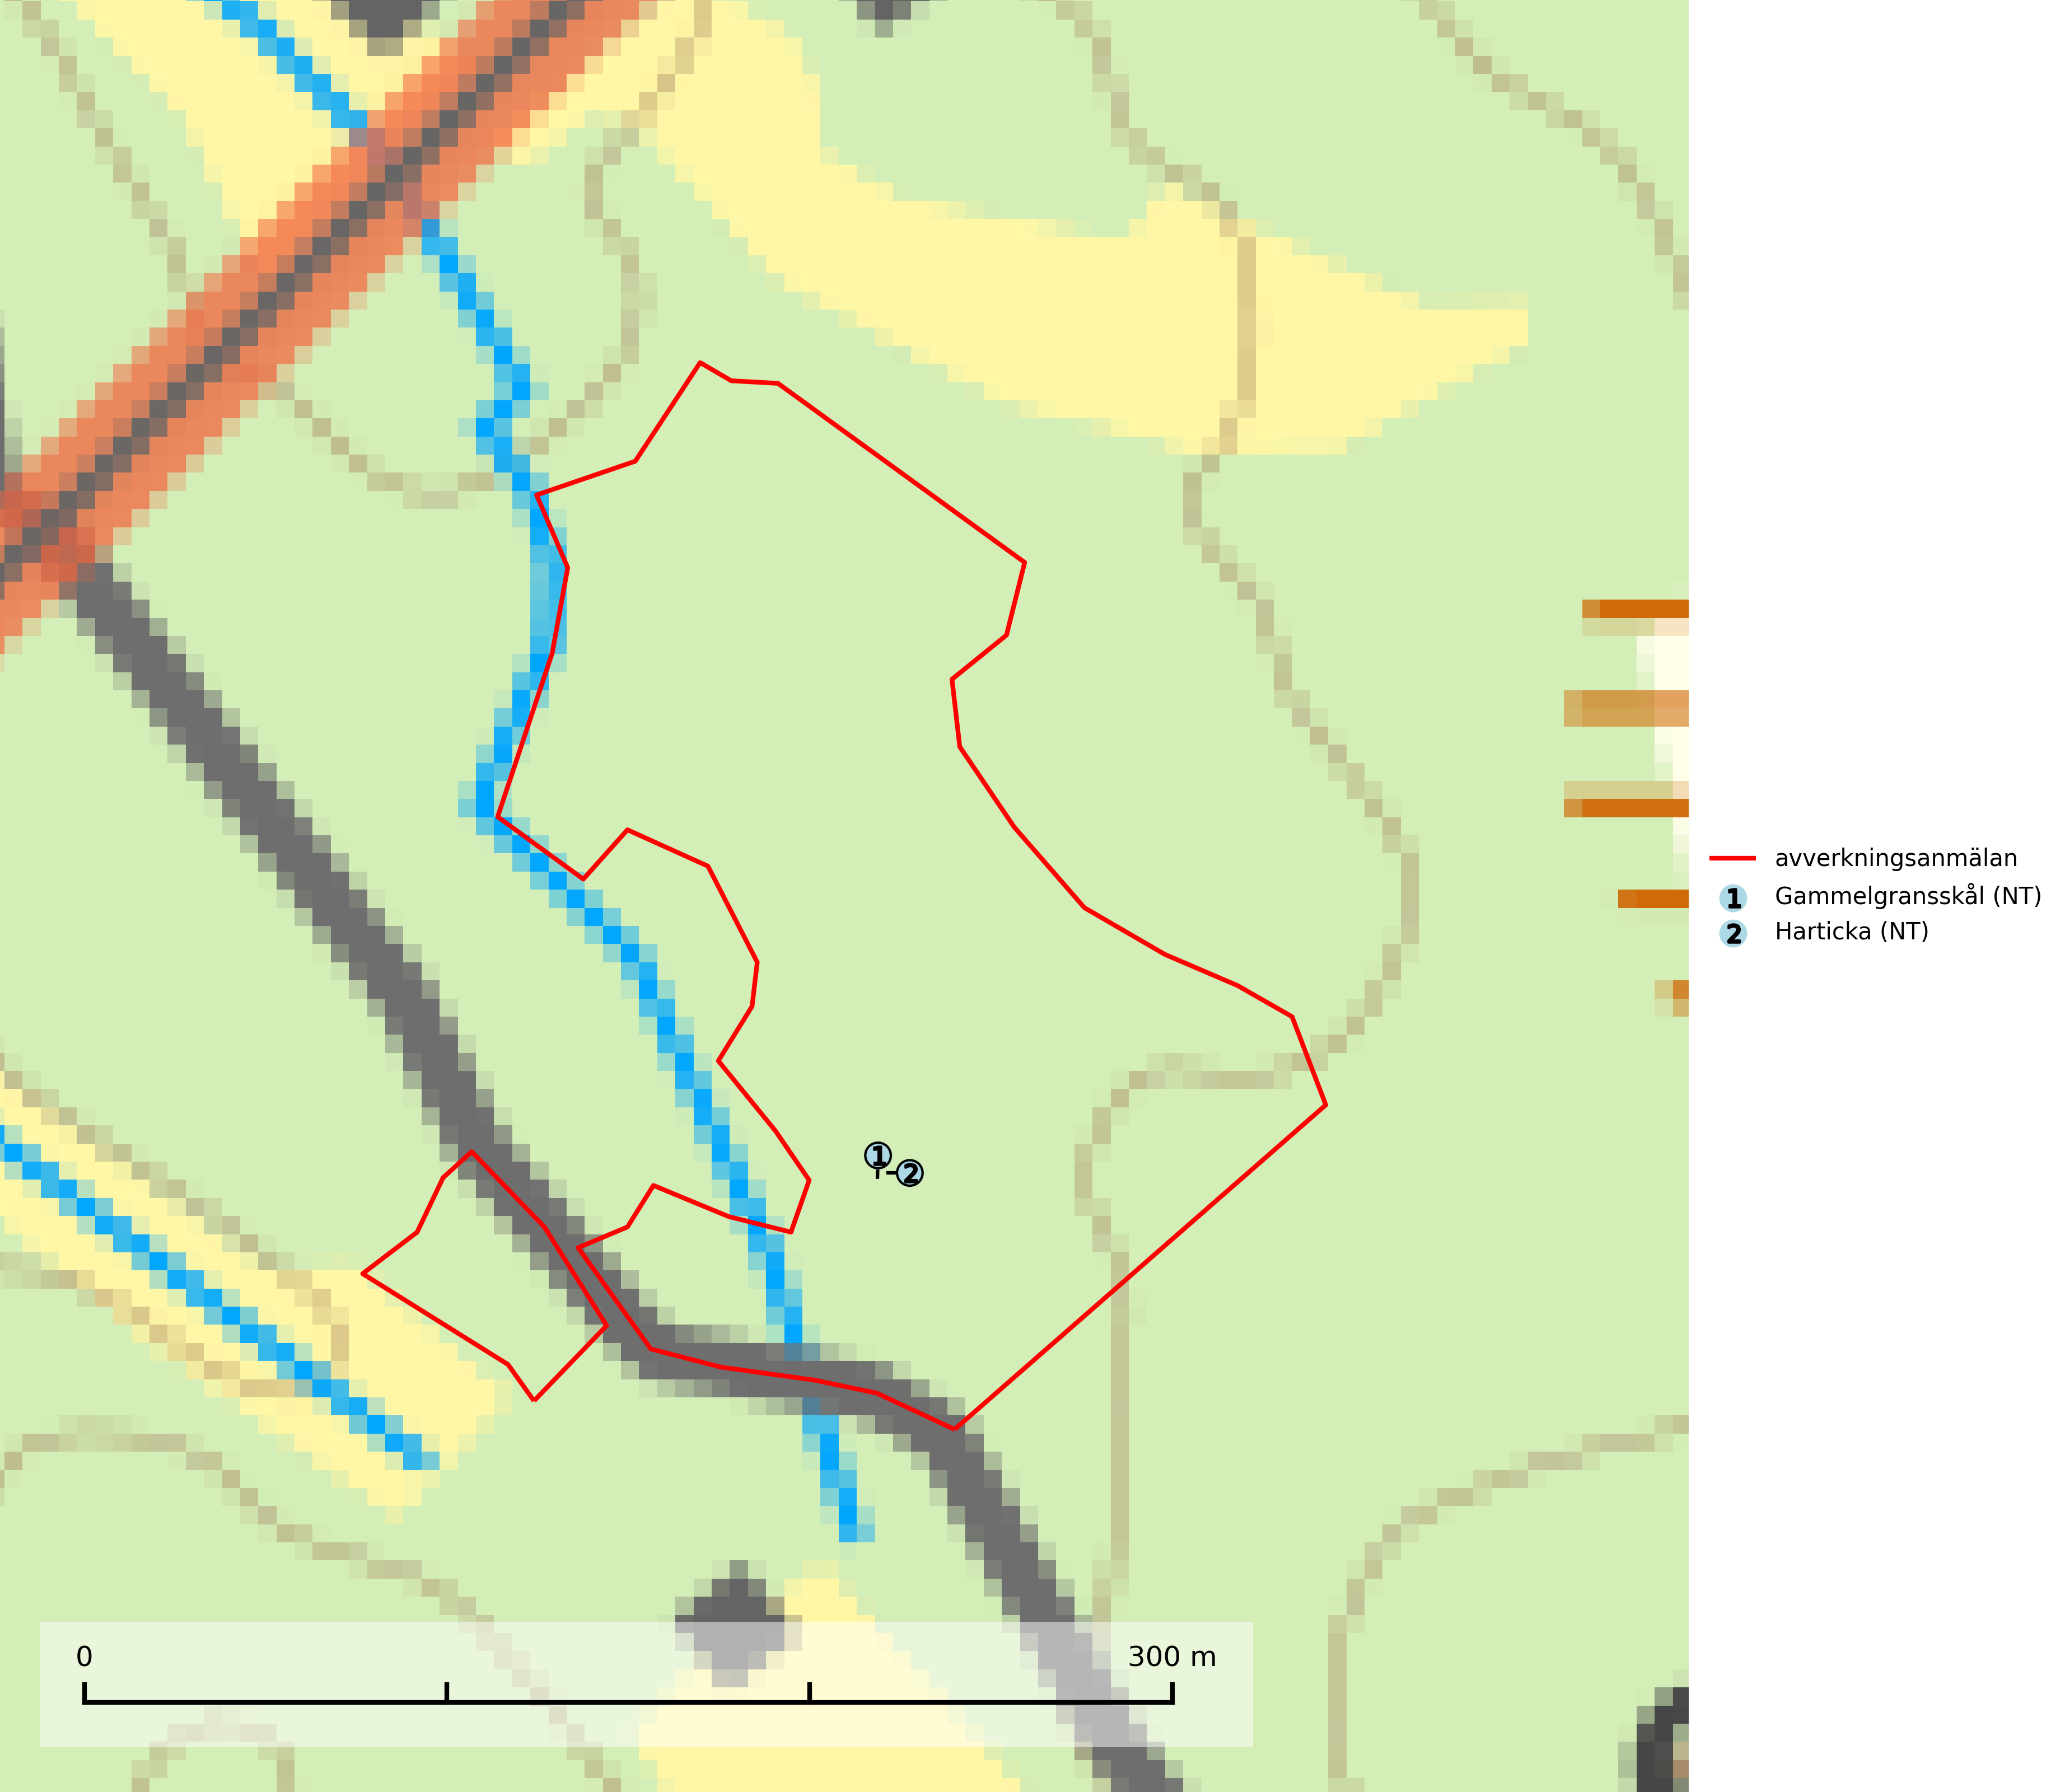 avverkningsanmälan
1 Gammelgransskål (NT)
2 Harticka (NT)
1
2
0 300 m